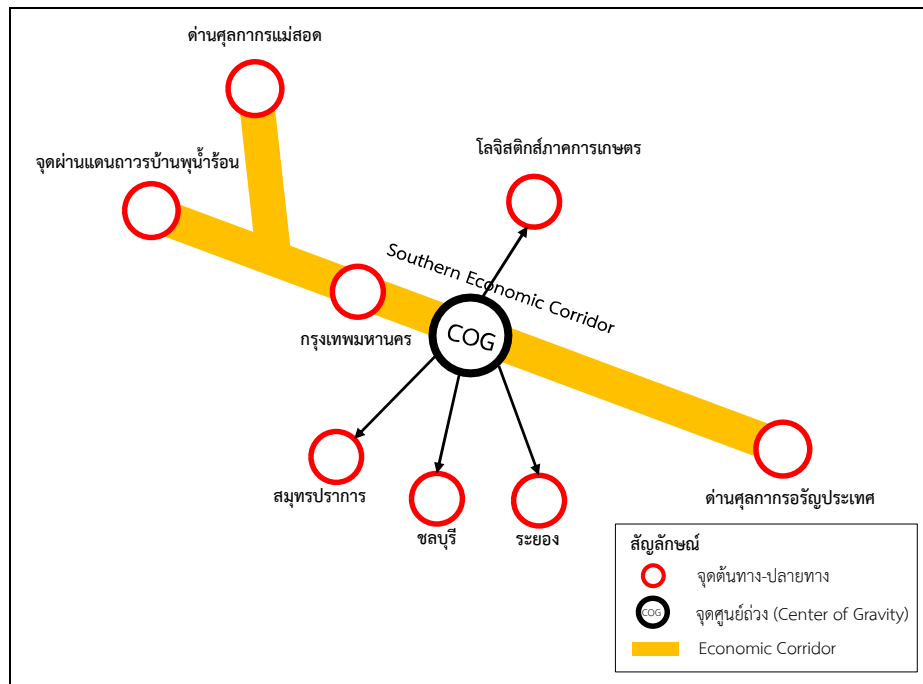 ด่านศุลกากรแม่สอด
จุดผ่านแดนถาวรบ้านพุน้ำร้อน
โลจิสติกส์ภาคการเกษตร
Southern Economic Corridor
กรุงเทพมหานคร
COG
สมุทรปราการ
ชลบุรี
ระยอง
ด่านศุลกากรอรัญประเทศ
สัญลักษณ์
จุดต้นทาง-ปลายทาง
COG จุดศูนย์ถ่วง (Center of Gravity)
Economic Corridor